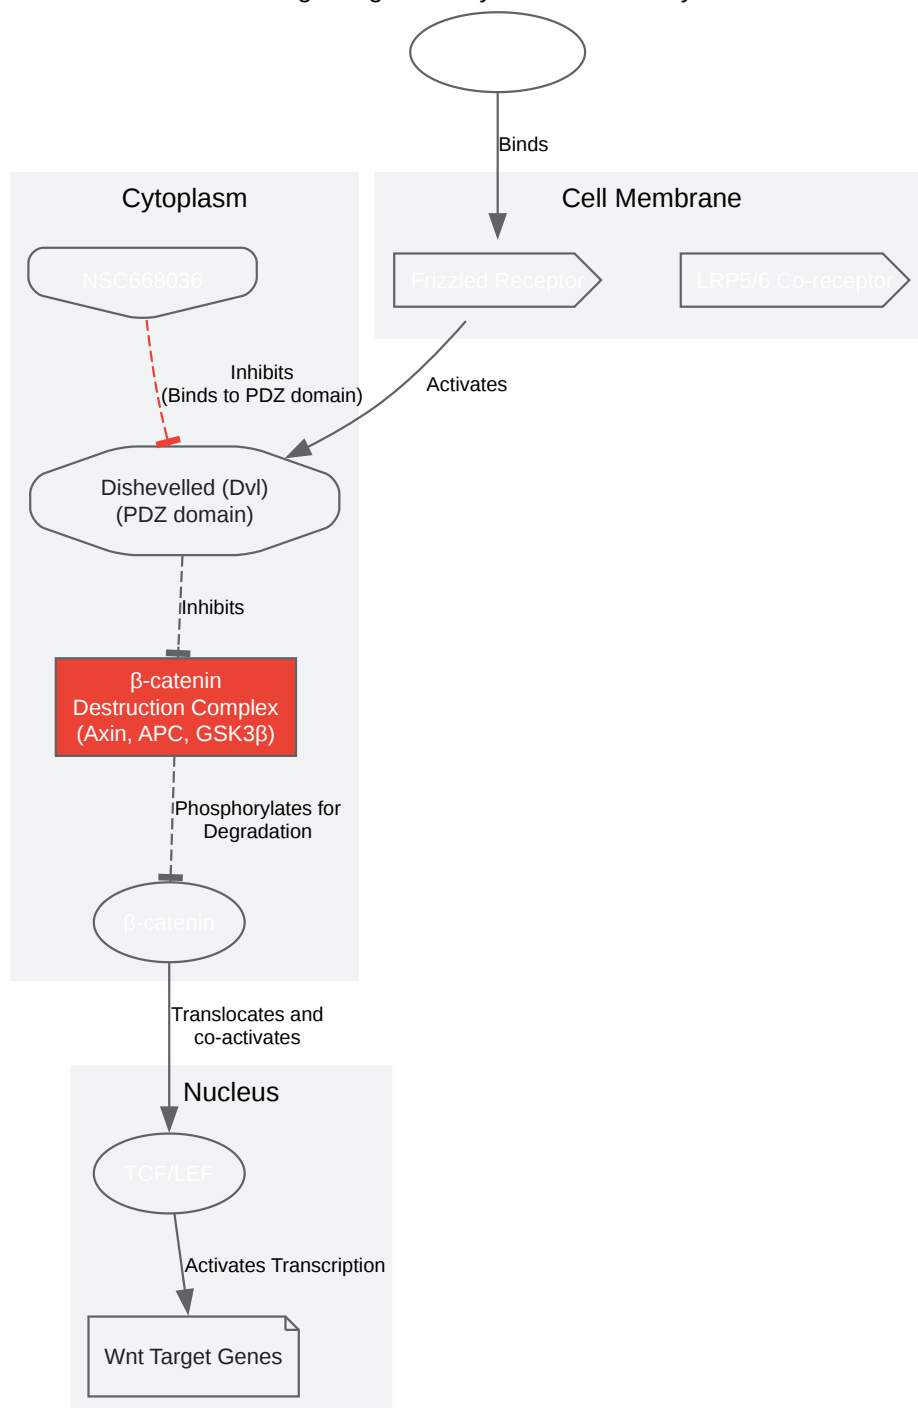 Binds
Cytoplasm
Cell Membrane
NSC668036
Frizzled Receptor
LRP5/6 Co-receptor
Inhibits
(Binds to PDZ domain)
Activates
Dishevelled (Dvl)
(PDZ domain)
Inhibits
β-catenin
Destruction Complex
(Axin, APC, GSK3β)
Phosphorylates for
Degradation
β-catenin
Translocates and
co-activates
Nucleus
TCF/LEF
Activates Transcription
Wnt Target Genes